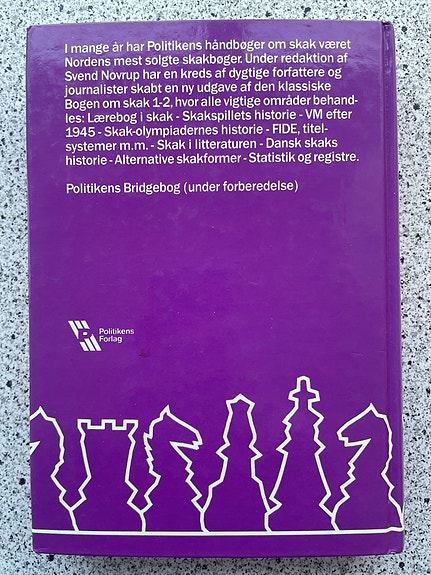 I mange år har Politikens håndbøger om skak været
Nordens mest solgte skakbøger. Under redaktion af
Svend Novrup har en kreds af dygtige forfattere og
journalister skabt en ny udgave af den klassiske
Bogen om skak 1-2, hvor alle vigtige områder behand-
les: Lærebog i skak - Skakspillets historie - VM efter
1945 - Skak-olympiadernes historie - FIDE, titel-
systemer m.m. - Skak i litteraturen - Dansk skaks
historie - Alternative skakformer - Statistik og registre.
Politikens Bridgebog (under forberedelse)
Politikens
Forlag